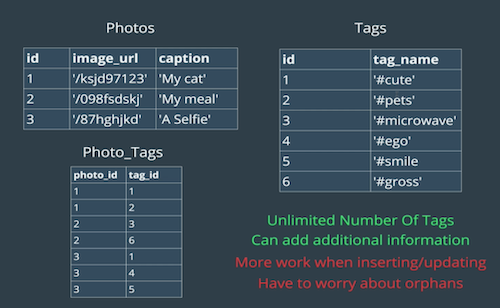 Photos
id image_url caption
1 '/ksjd97123' 'My cat'
2 '/098fsdskj' 'My meal'
3 '/87hghjkd' 'A Selfie'
Photo_Tags
photo_id tag_id
1 1
1 2
2 3
2 6
3 1
3 4
3 5
Tags
id tag_name
1 '#cute'
2 '#pets'
3 '#microwave'
4 '#ego'
5 '#smile
6 '#gross'
Unlimited Number Of Tags
Can add additional information
More work when inserting/updating
Have to worry about orphans